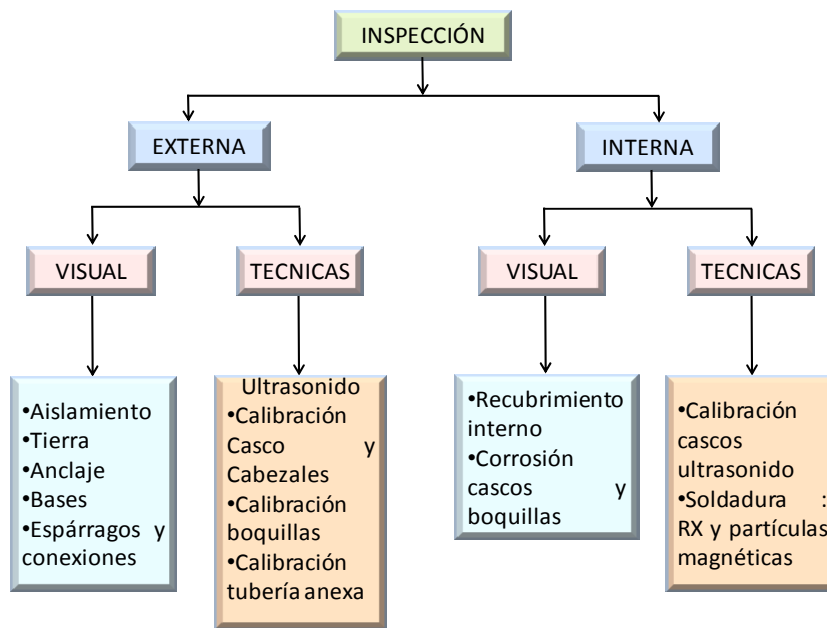 INSPECCIÓN
EXTERNA
INTERNA
VISUAL
TECNICAS
VISUAL
TECNICAS
•Aislamiento
•Tierra
•Anclaje
•Bases
•Espárragos y
conexiones
Ultrasonido
•Calibración
Casco y
Cabezales
•Calibración
boquillas
•Calibración
tubería anexa
•Recubrimiento
interno
•Corrosión
cascos y
boquillas
•Calibración
cascos
ultrasonido
•Soldadura :
RX y partículas
magnéticas